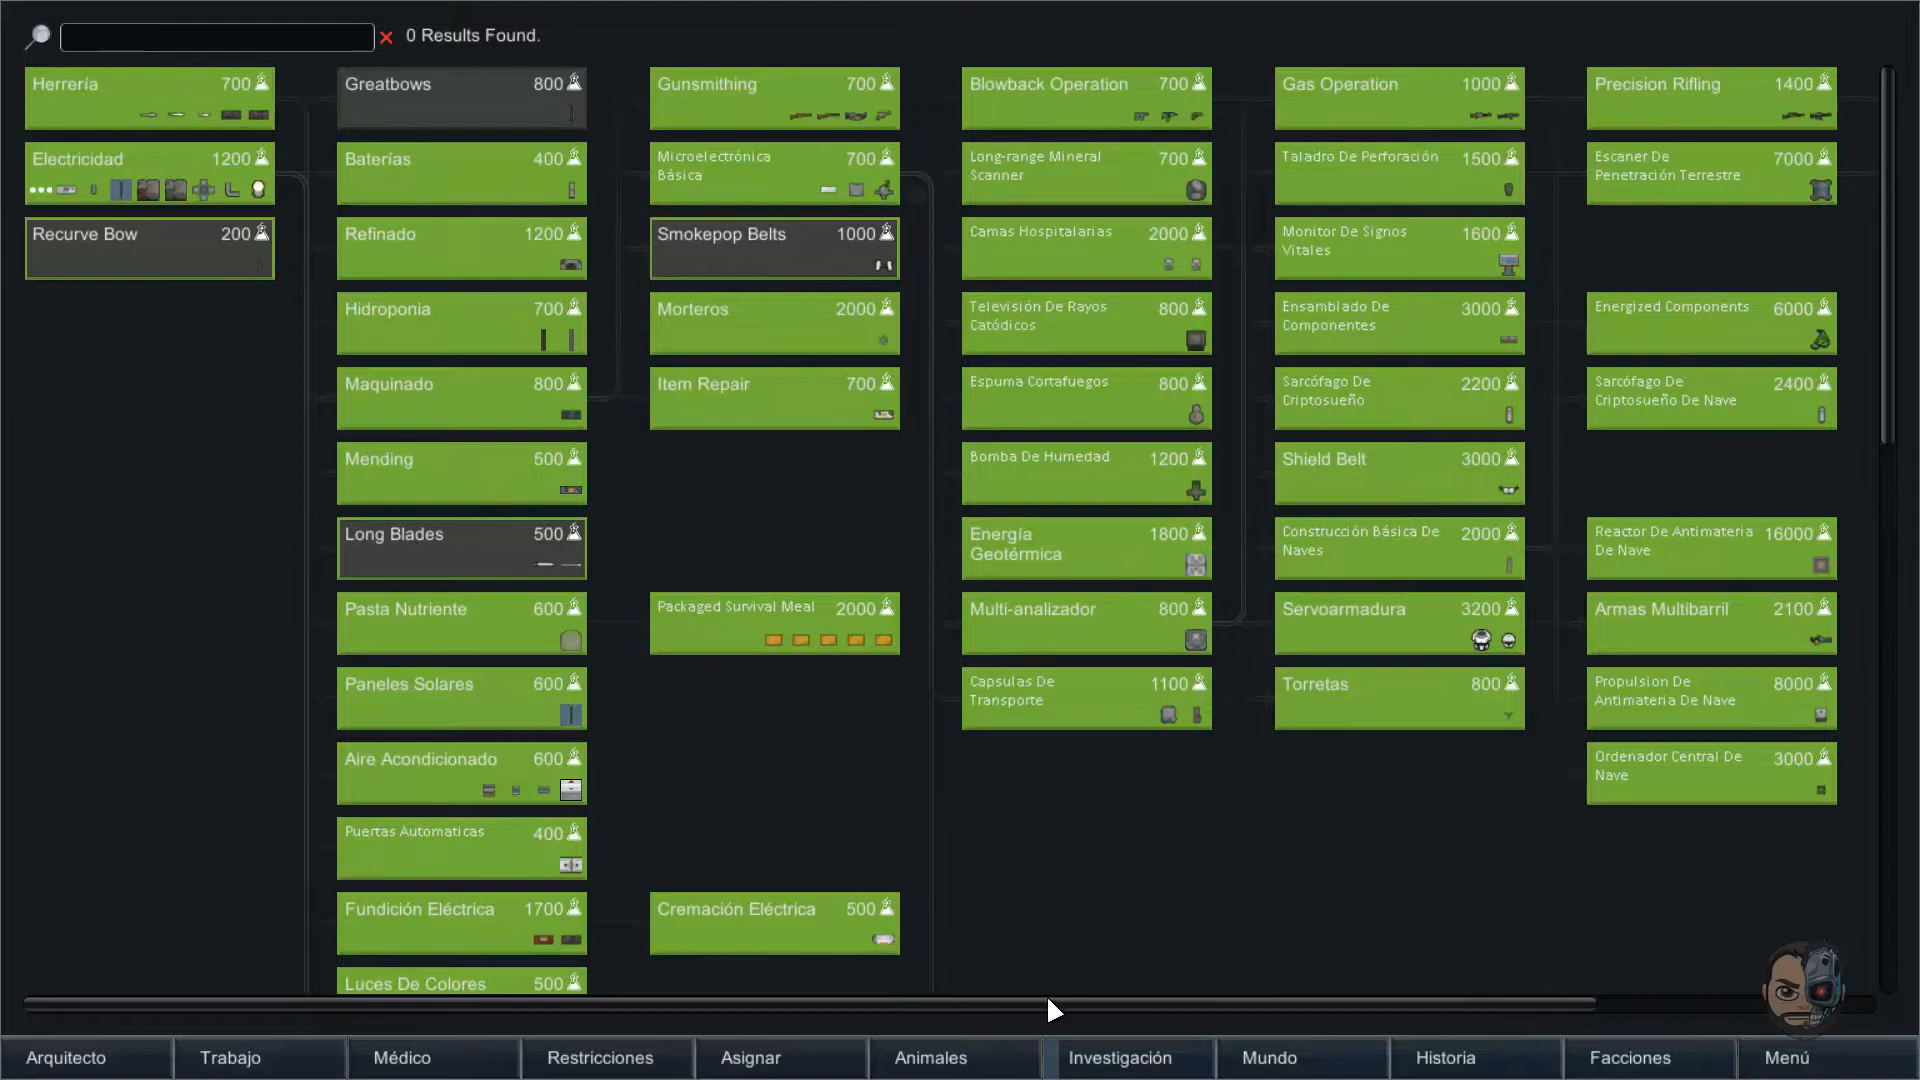 0 Results Found.
Herrería 700
Greatbows 800
Gunsmithing 700
Blowback Operation 700
Gas Operation 1000
Precision Rifling 1400
Electricidad 1200
Baterías 400
Microelectrónica
Básica 700
Long-range Mineral
Scanner 700
Taladro De Perforación 1500
Escaner De
Penetración Terrestre 7000
Recurve Bow 200
Refinado 1200
Smokepop Belts 1000
Camas Hospitalarias 2000
Monitor De Signos
Vitales 1600
Hidroponia 700
Morteros 2000
Televisión De Rayos
Catódicos 800
Ensamblado De
Componentes 3000
Energized Components 6000
Maquinado 800
Item Repair 700
Espuma Cortafuegos 800
Sarcófago De
Criptosueño 2200
Sarcófago De
Criptosueño De Nave 2400
Mending 500
Bomba De Humedad 1200
Shield Belt 3000
Long Blades 500
Energía
Geotérmica 1800
Construcción Básica De
Naves 2000
Reactor De Antimateria
De Nave 16000
Pasta Nutriente 600
Packaged Survival Meal 2000
Multi-analizador 800
Servoarmadura 3200
Armas Multibarril 2100
Paneles Solares 600
Capsulas De
Transporte 1100
Torretas 800
Propulsion De
Antimateria De Nave 8000
Aire Acondicionado 600
Ordenador Central De
Nave 3000
Puertas Automaticas 400
Fundición Eléctrica 1700
Cremación Eléctrica 500
Luces De Colores 500
Arquitecto
Trabajo
Médico
Restricciones
Asignar
Animales
Investigación
Mundo
Historia
Facciones
Menú